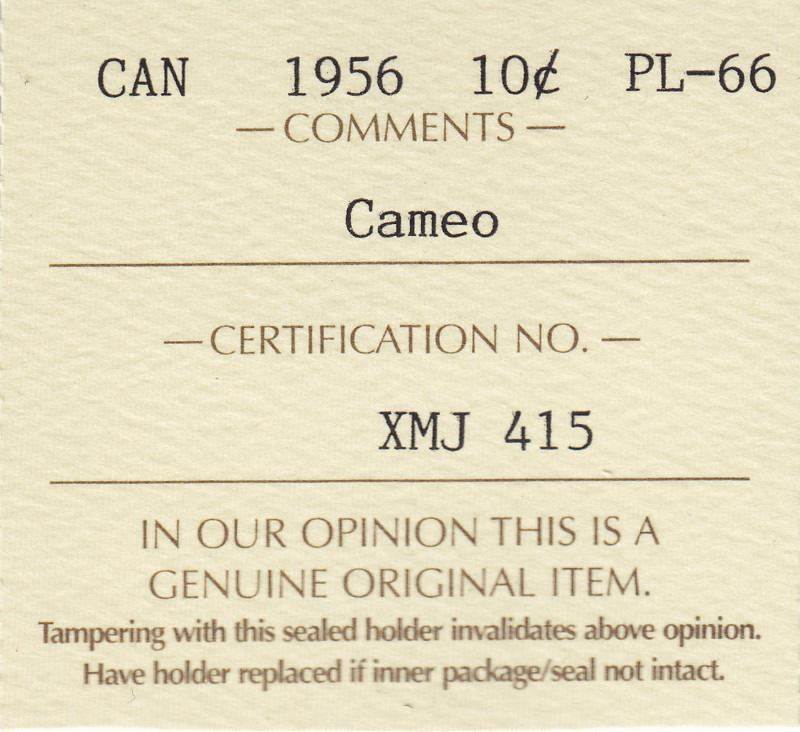 CAN 1956 10¢ PL-66
— COMMENTS —
Cameo
— CERTIFICATION NO. —
XMJ 415
IN OUR OPINION THIS IS A
GENUINE ORIGINAL ITEM.
Tampering with this sealed holder invalidates above opinion.
Have holder replaced if inner package/seal not intact.